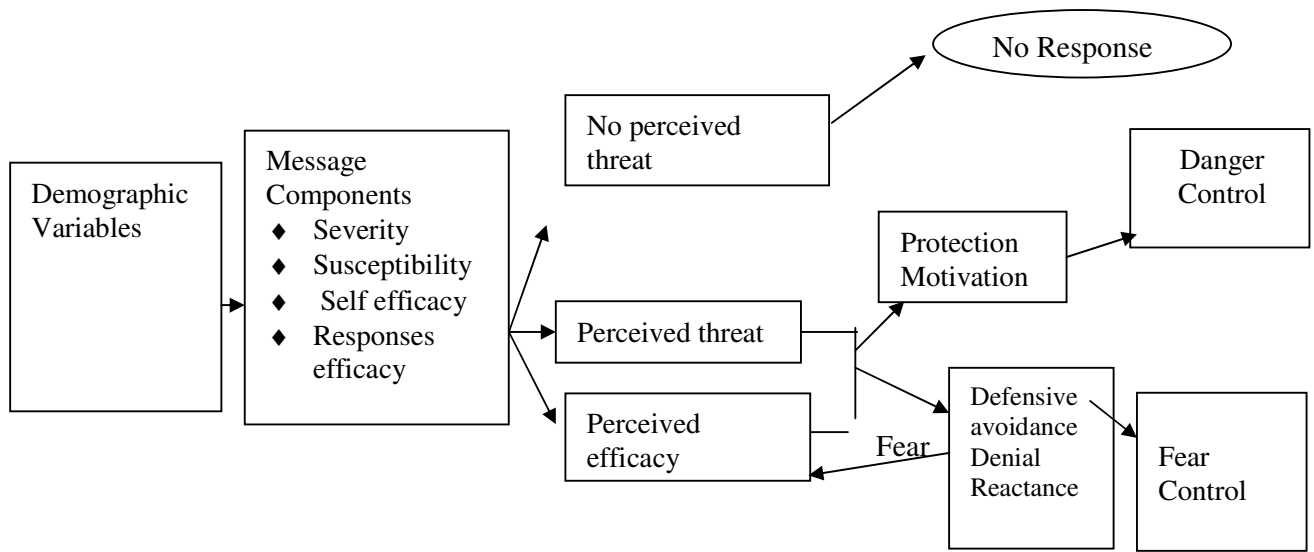 Demographic
Variables
Message
Components
♦ Severity
♦ Susceptibility
♦ Self efficacy
♦ Responses
efficacy
No perceived
threat
No Response
Perceived threat
Perceived
efficacy
Protection
Motivation
Danger
Control
Fear
Defensive
avoidance
Denial
Reactance
Fear
Control